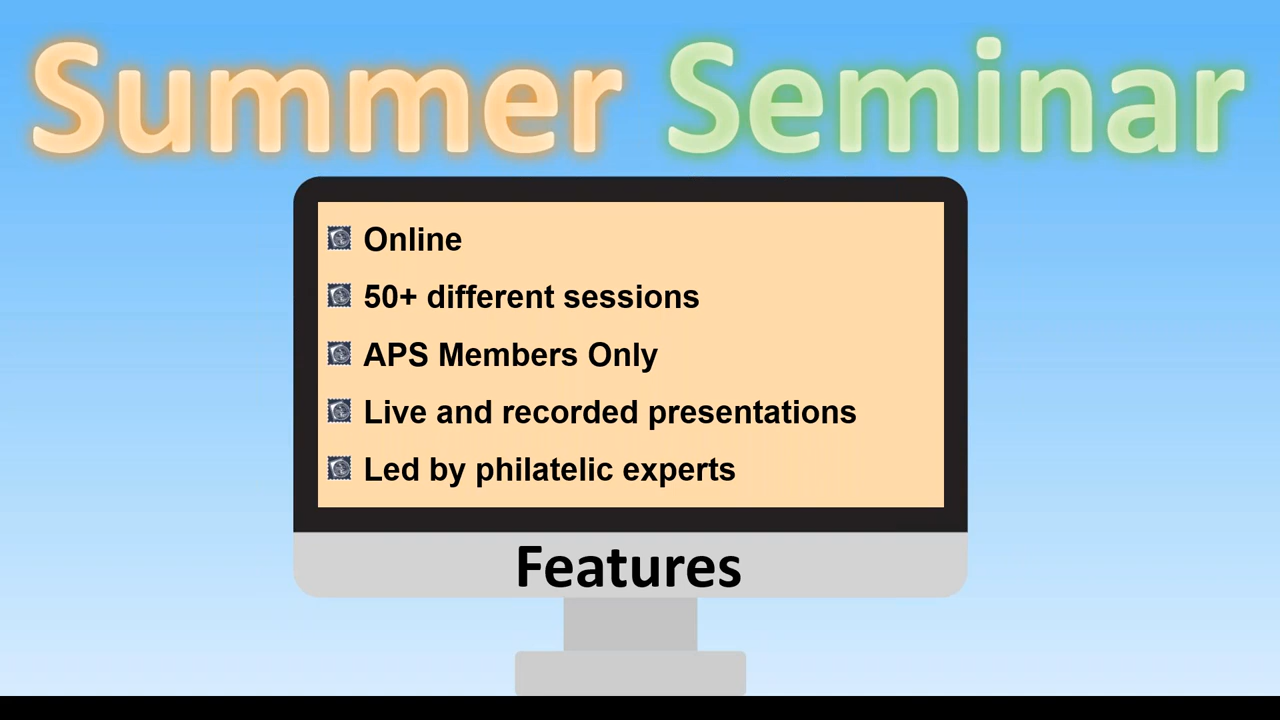 Summer Seminar
Online
50+ different sessions
APS Members Only
Live and recorded presentations
Led by philatelic experts
Features